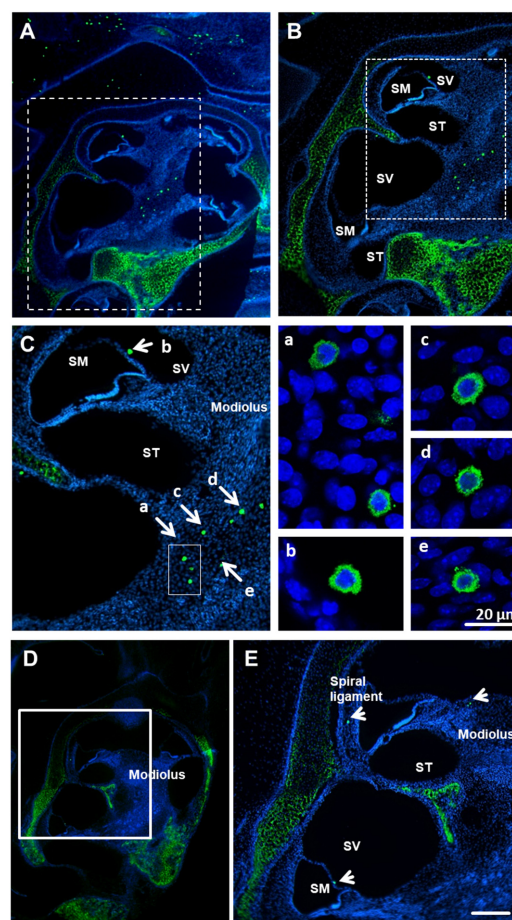 A
B
SM
SV
ST
SV
SM
ST
C
SM
b
SV
Modiolus
ST
d
c
a
e
a
c
d
b
e
20 µm
D
Modiolus
E
Spiral
ligament
Modiolus
ST
SV
SM